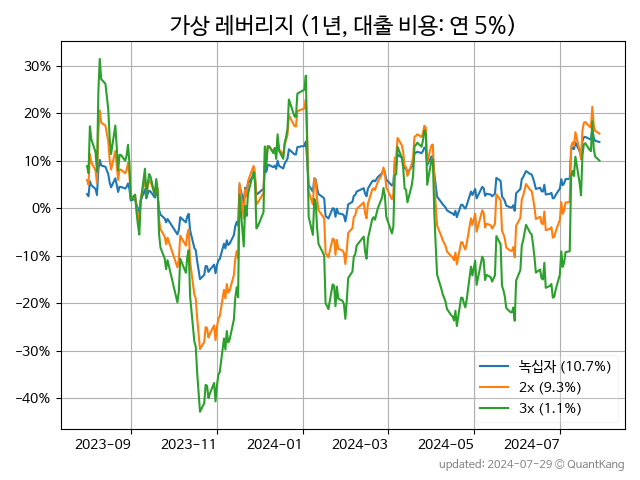 가상 레버리지 (1년, 대출 비용: 연 5%)
30%
20%
10%
0%
−10%
−20%
−30%
−40%
녹십자 (10.7%)
2x (9.3%)
3x (1.1%)
2023-09 2023-11 2024-01 2024-03 2024-05 2024-07
updated: 2024-07-29 © QuantKang